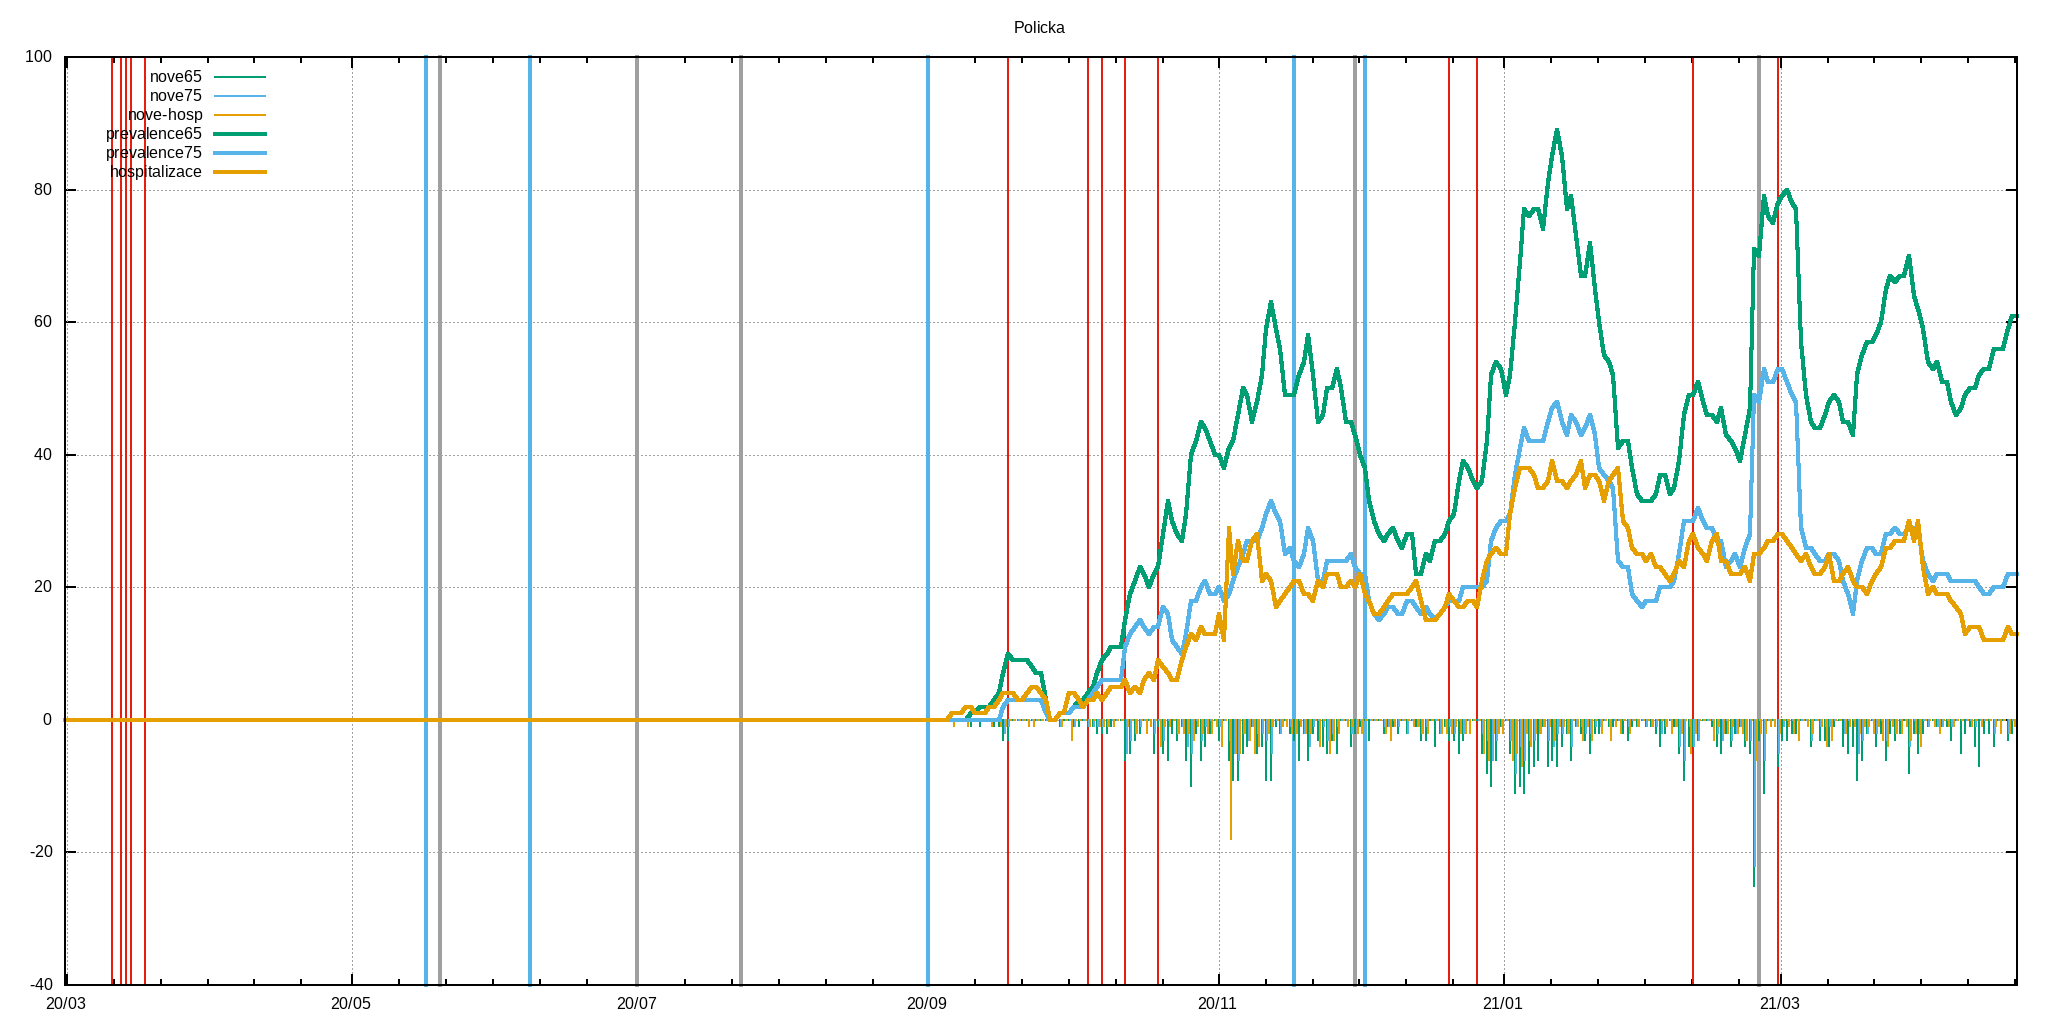 Policka
100
nove65
nove75
nove-hosp
prevalence65
prevalence75
hospitalizace
80
60
40
20
0
-20
-40
20/03 20/05 20/07 20/09 20/11 21/01 21/03